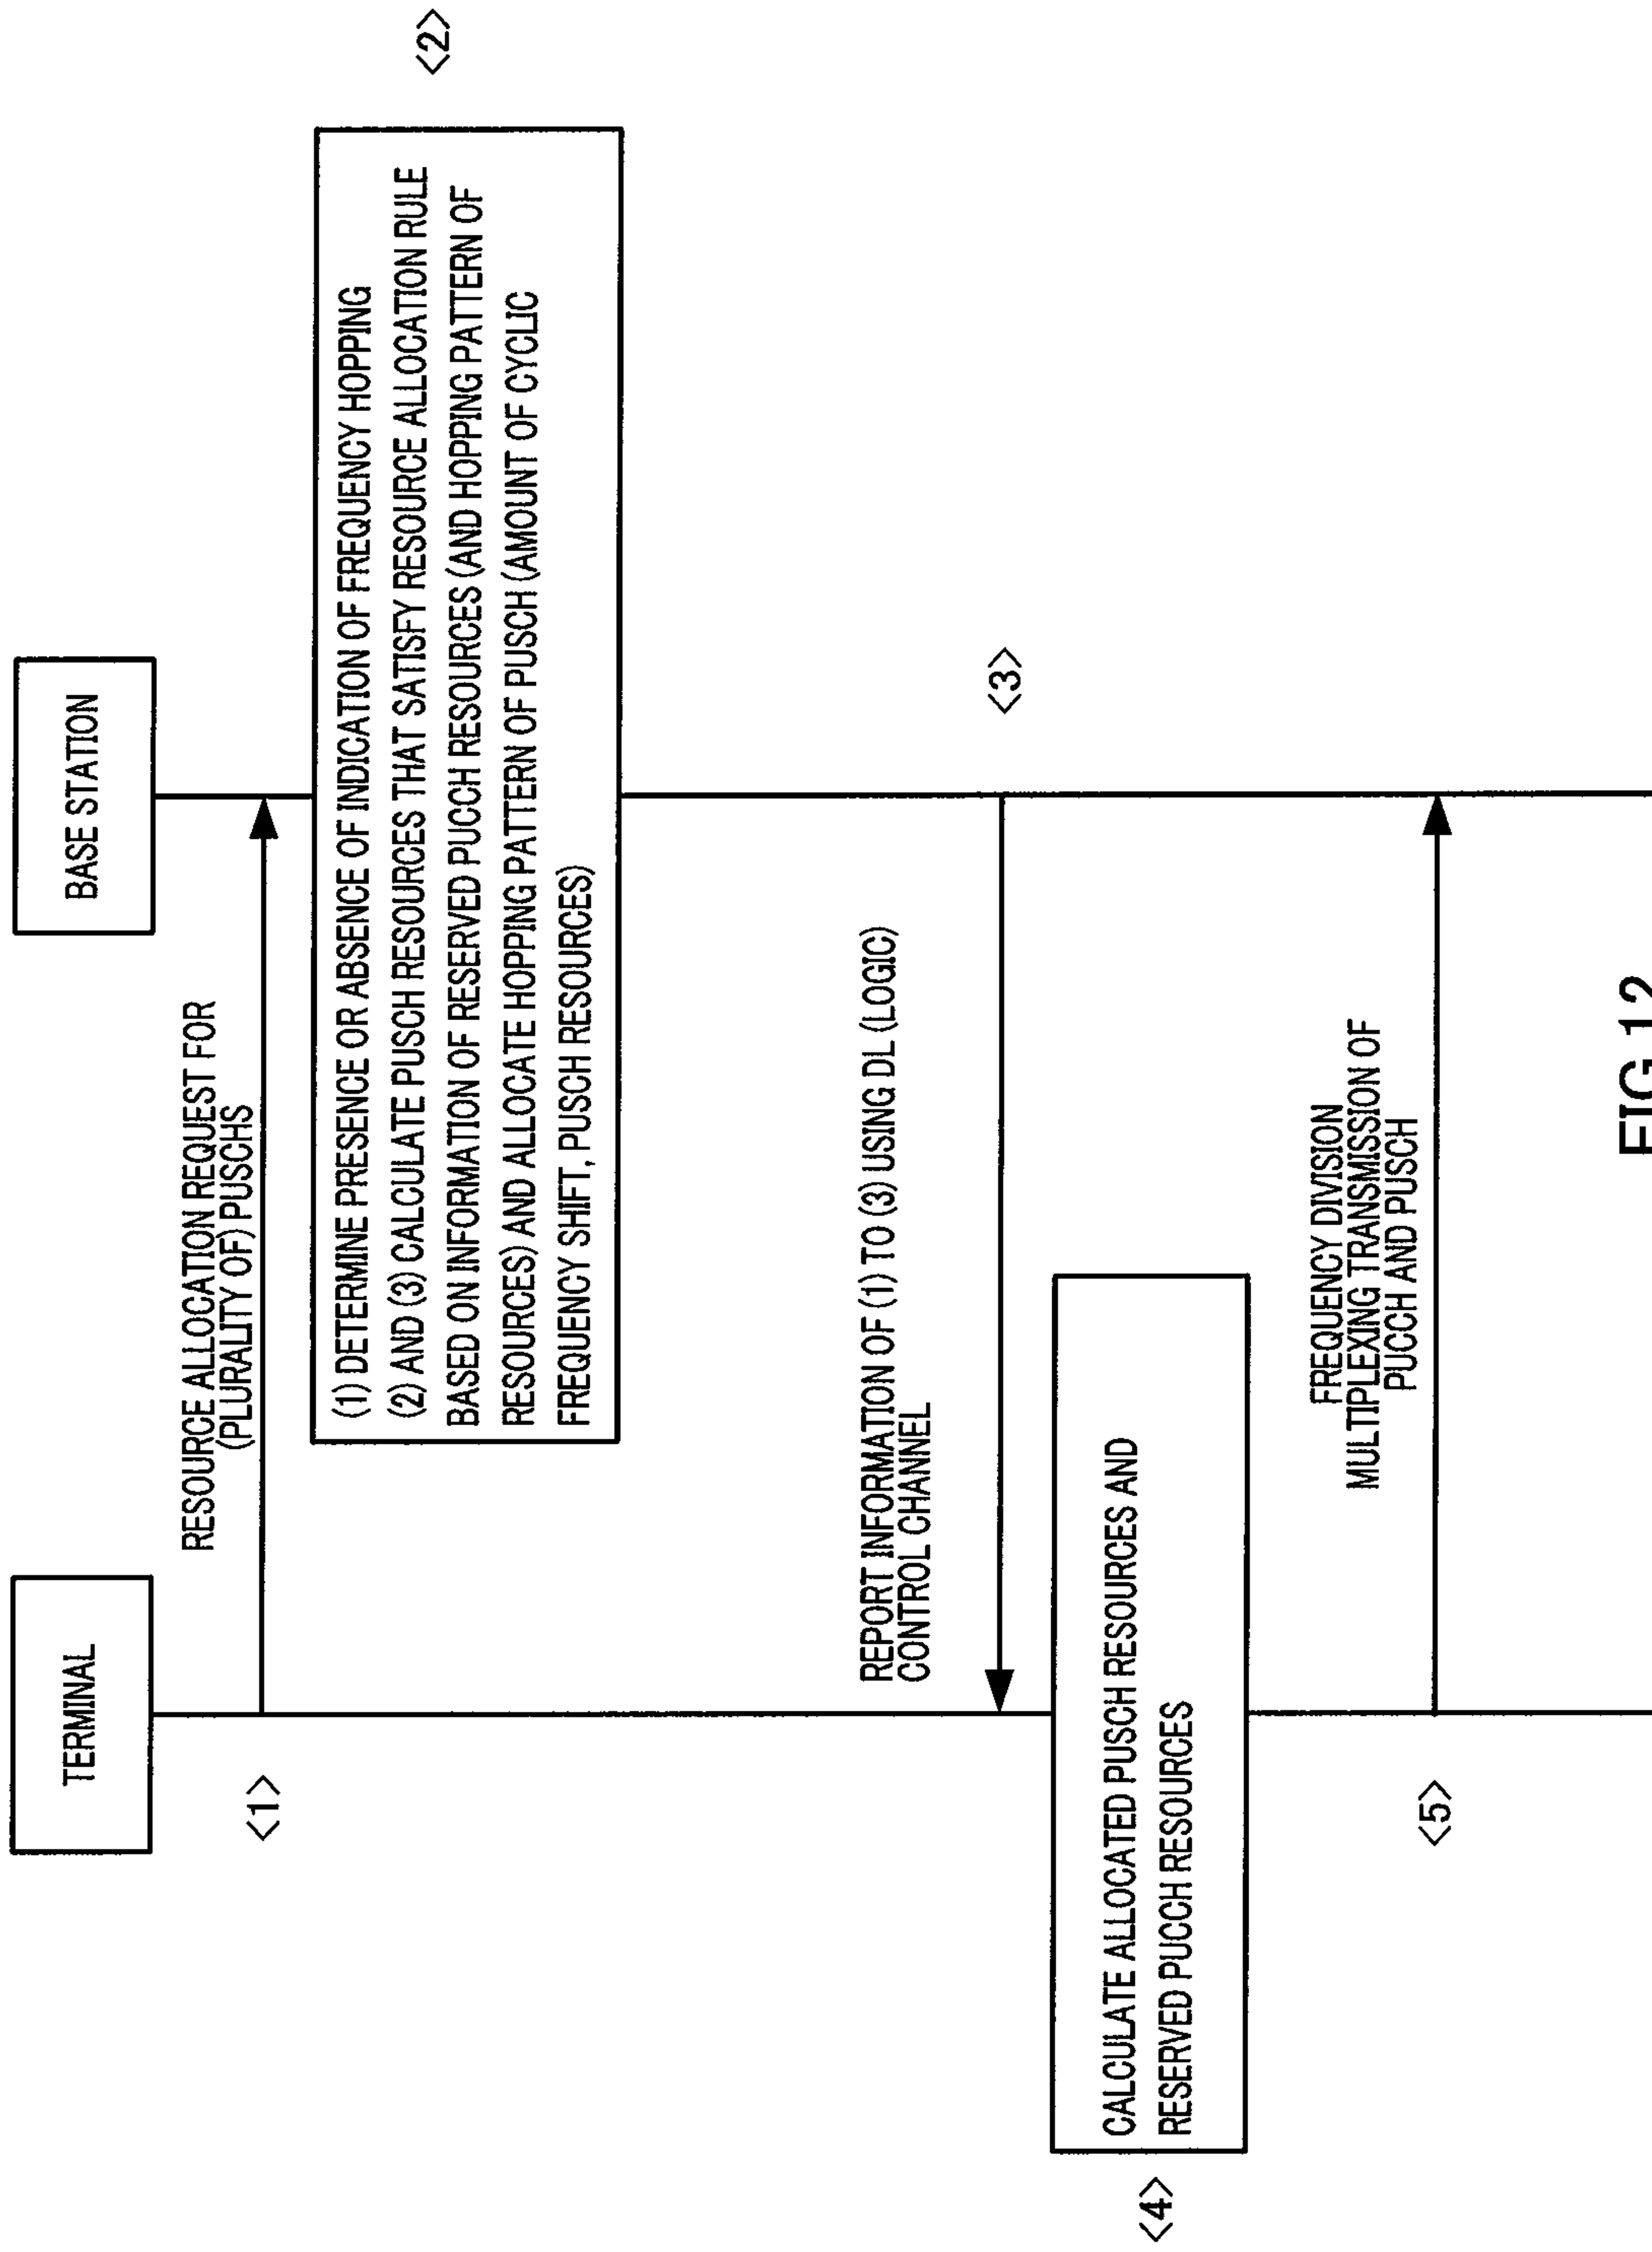 TERMINAL
BASE STATION
<1>
RESOURCE ALLOCATION REQUEST FOR
(PLURALITY OF) PUSCHS
(1) DETERMINE PRESENCE OR ABSENCE OF INDICATION OF FREQUENCY HOPPING
(2) AND (3) CALCULATE PUSCH RESOURCES THAT SATISFY RESOURCE ALLOCATION RULE
BASED ON INFORMATION OF RESERVED PUCCH RESOURCES (AND HOPPING PATTERN OF
RESOURCES) AND ALLOCATE HOPPING PATTERN OF PUSCH (AMOUNT OF CYCLIC
FREQUENCY SHIFT, PUSCH RESOURCES)
<2>
REPORT INFORMATION OF (1) TO (3) USING DL (LOGIC)
CONTROL CHANNEL
<3>
<4>
CALCULATE ALLOCATED PUSCH RESOURCES AND
RESERVED PUCCH RESOURCES
FREQUENCY DIVISION
MULTIPLEXING TRANSMISSION OF
PUCCH AND PUSCH
<5>
FIG.12